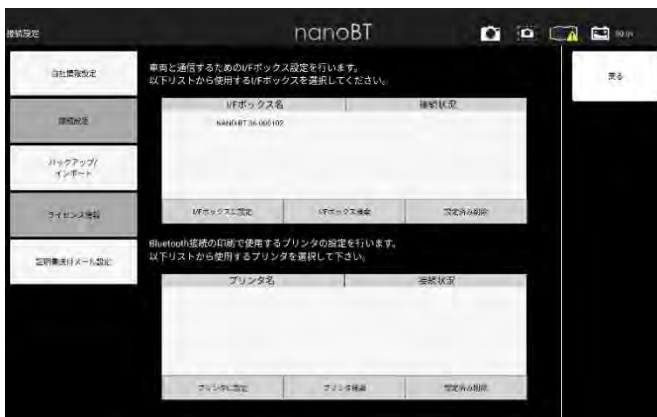 接続設定
nanoBT
自社情報設定
接続設定
バックアップ/
インポート
ライセンス情報
証明書送付メール設定
車両と通信するためのI/Fボックス設定を行います。
以下リストから使用するI/Fボックスを選択してください。
I/Fボックス名 接続状況
I/Fボックスに設定 I/Fボックス検索 設定済み削除
Bluetooth接続の印刷で使用するプリンタの設定を行います。
以下リストから使用するプリンタを選択して下さい。
プリンタ名 接続状況
プリンタに設定 プリンタ検索 設定済み削除
戻る